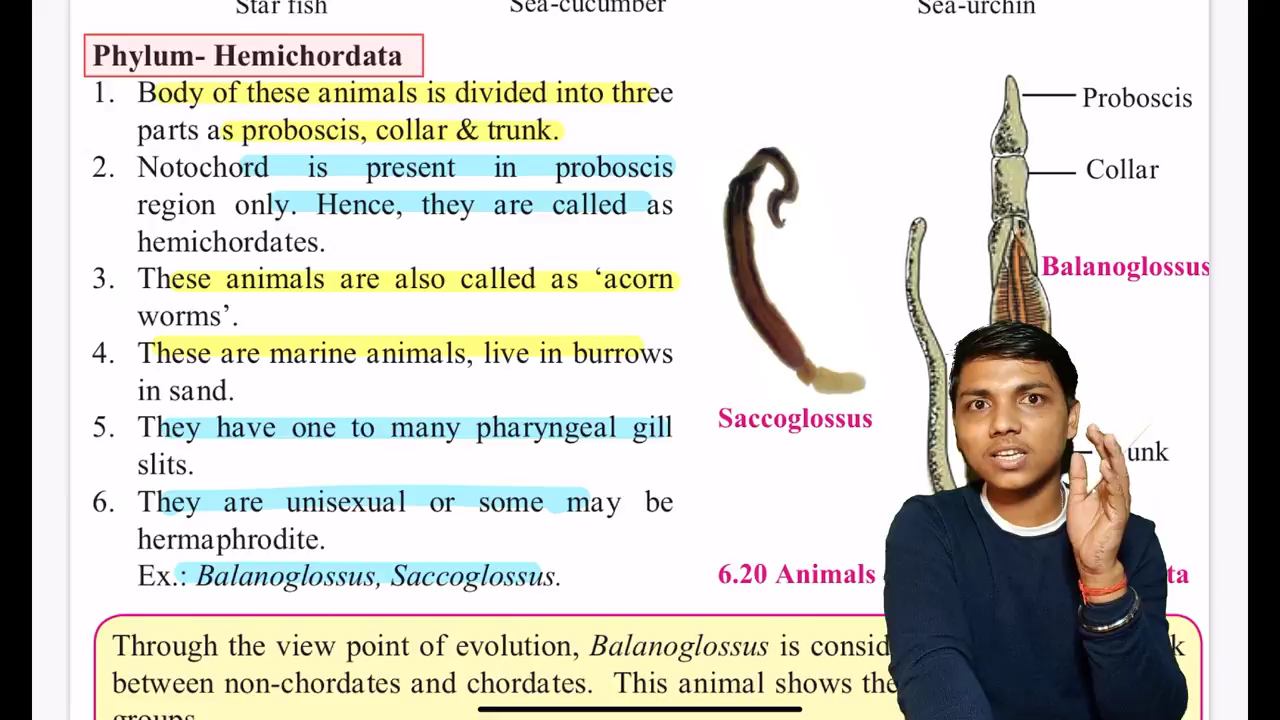 Star fish
Sea-cucumber
Sea-urchin
Phylum- Hemichordata
1. Body of these animals is divided into three
parts as proboscis, collar & trunk.
2. Notochord is present in proboscis
region only. Hence, they are called as
hemichordates.
3. These animals are also called as ‘acorn
worms’.
4. These are marine animals, live in burrows
in sand.
5. They have one to many pharyngeal gill
slits.
6. They are unisexual or some may be
hermaphrodite.
Ex.: Balanoglossus, Saccoglossus.
Proboscis
Collar
Balanoglossus
Saccoglossus
6.20 Animals
Through the view point of evolution, Balanoglossus is
between non-chordates and chordates. This animal shows the
groups